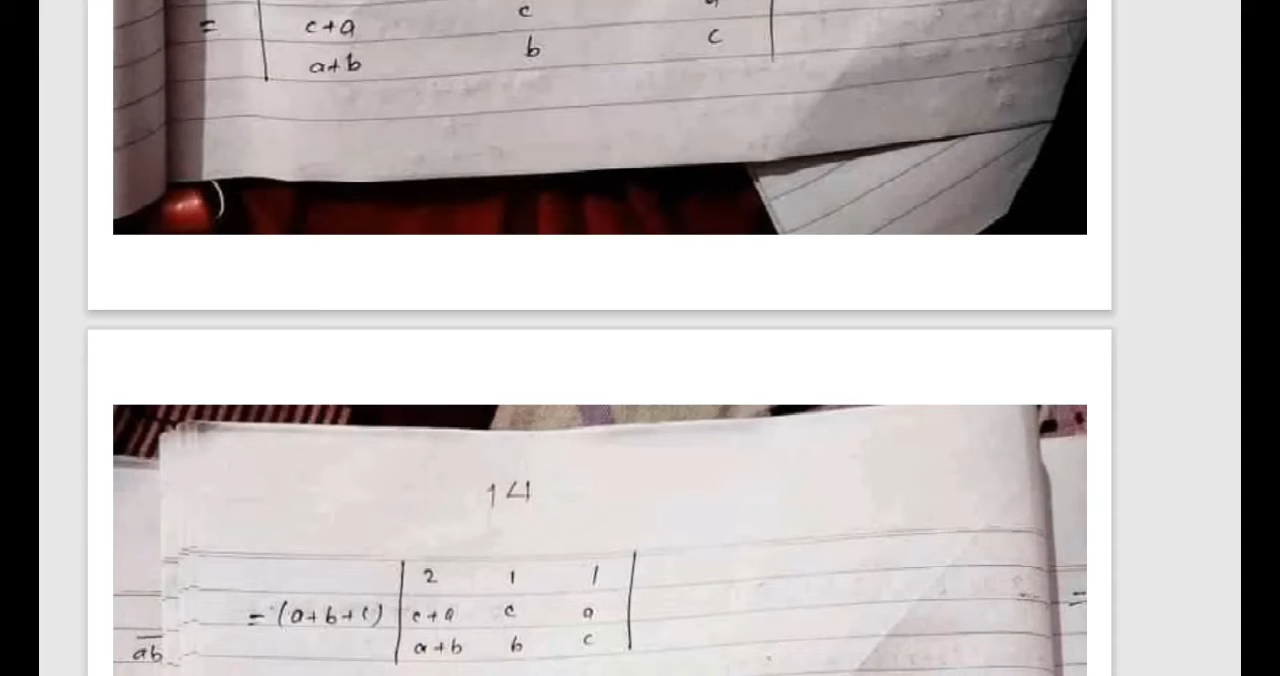 = | c+a c a |
a+b b c
14
2 1 1
= (a+b+c) | c+a c a |
a+b b c
ab
=